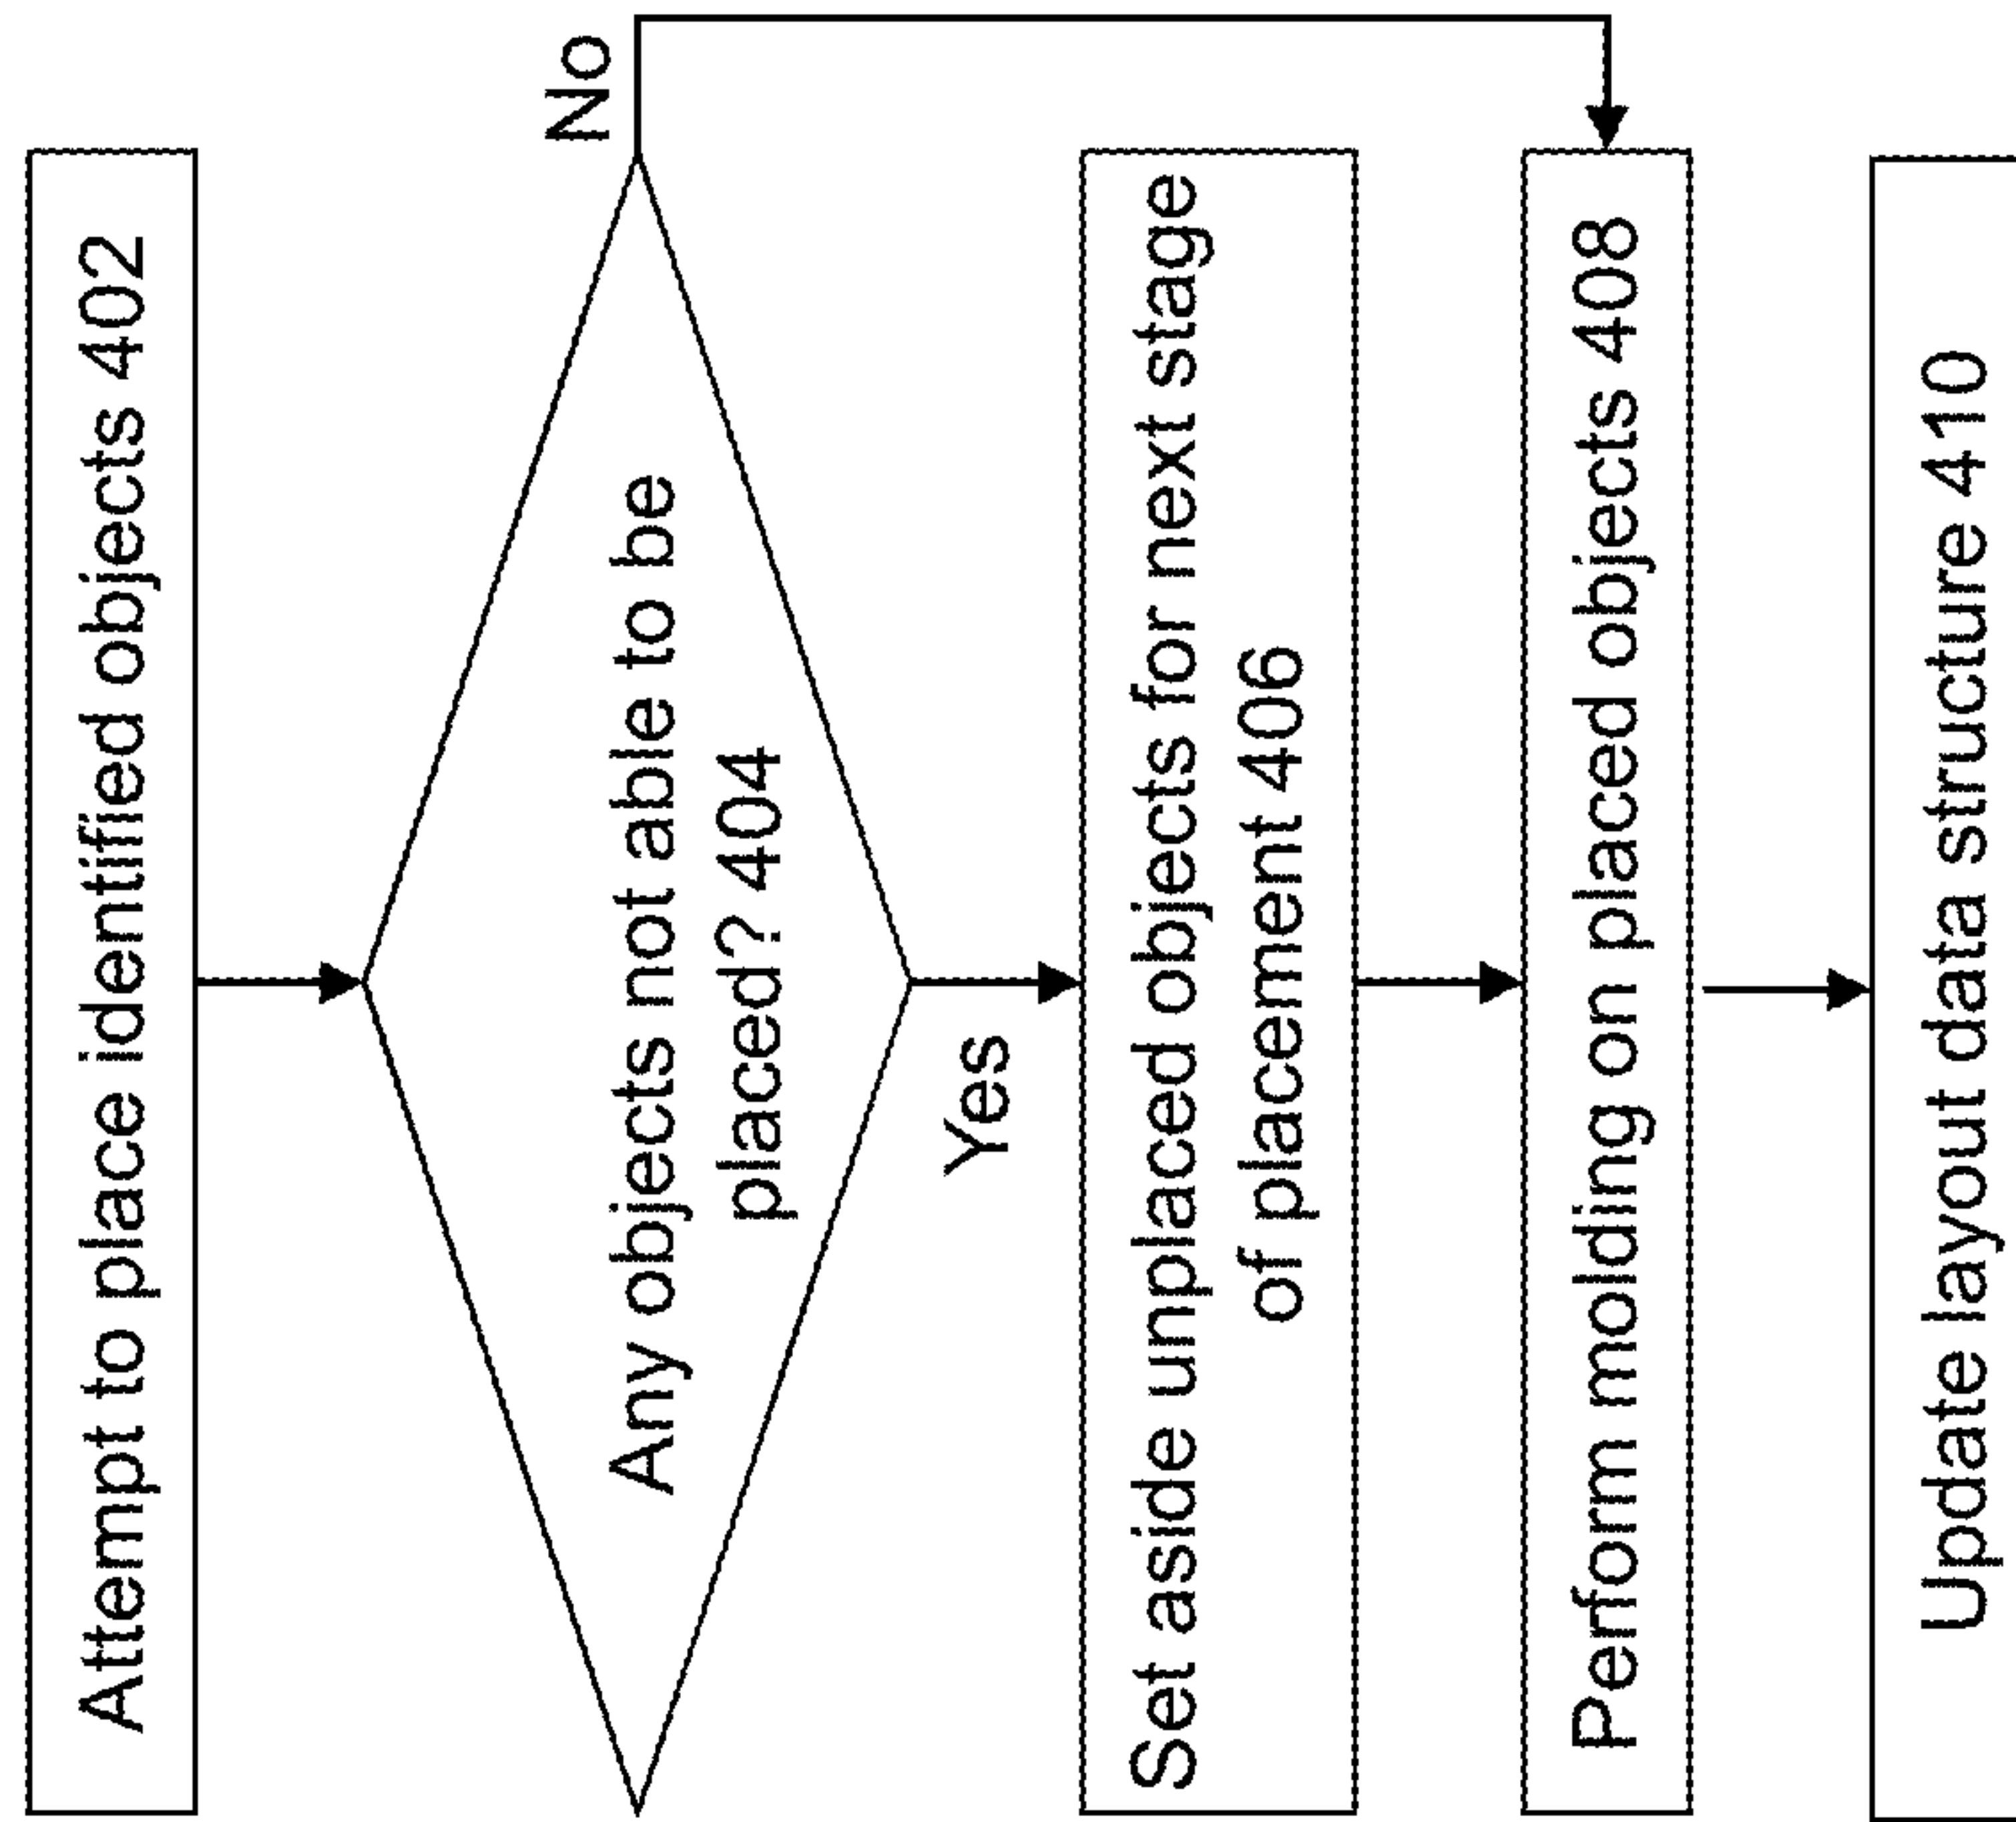 Attempt to place identified objects 402
Any objects not able to be
placed? 404
No
Yes
Set aside unplaced objects for next stage
of placement 406
Perform molding on placed objects 408
Update layout data structure 410